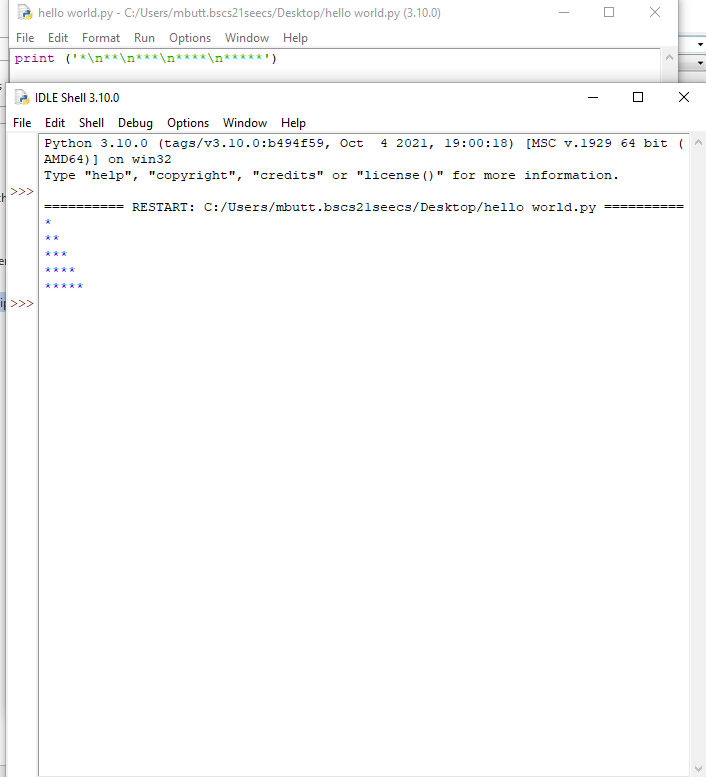 hello world.py - C:/Users/mbutt.bscs21seecs/Desktop/hello world.py (3.10.0)
File Edit Format Run Options Window Help
print ('*\n**\n***\n****\n*****')
IDLE Shell 3.10.0
File Edit Shell Debug Options Window Help
Python 3.10.0 (tags/v3.10.0:b494f59, Oct  4 2021, 19:00:18) [MSC v.1929 64 bit (
AMD64)] on win32
Type "help", "copyright", "credits" or "license()" for more information.
>>>
========== RESTART: C:/Users/mbutt.bscs21seecs/Desktop/hello world.py ==========
*
**
***
****
*****
>>>